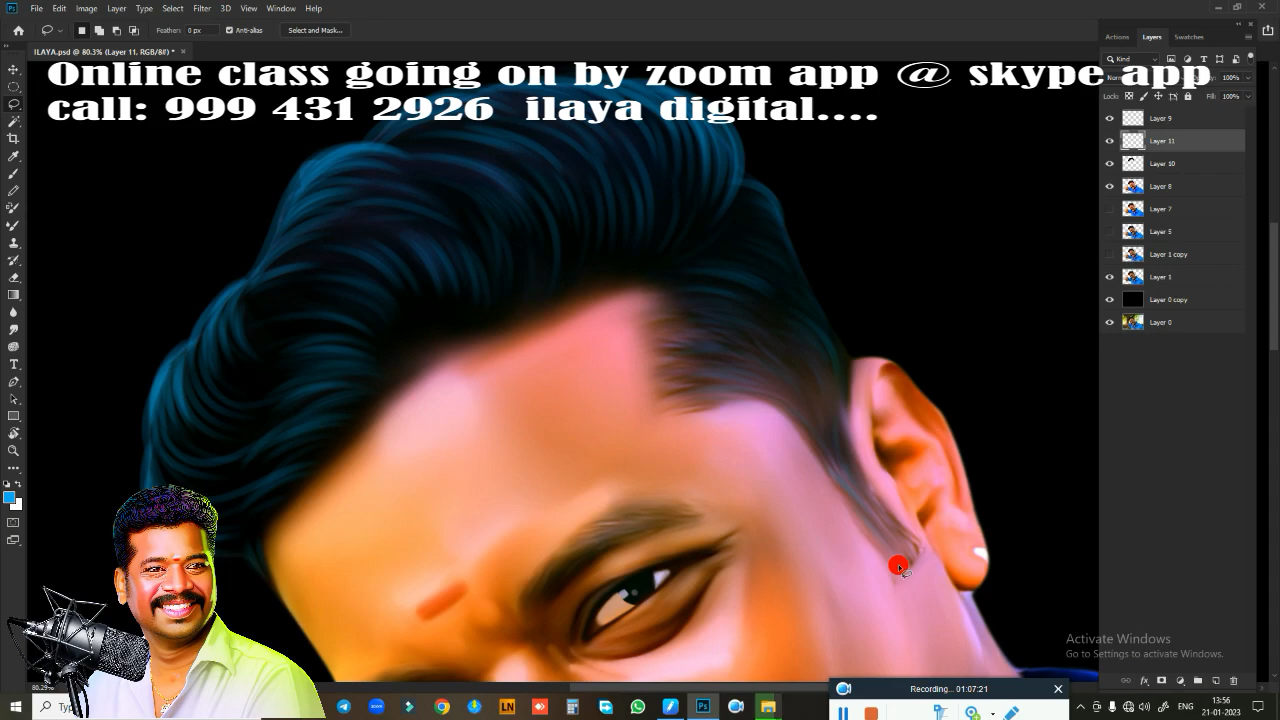 File Edit Image Layer Type Select Filter 3D View Window Help
Feather: 0 px Anti-alias Select and Mask...
ILAYA.psd @ 80.3% (Layer 11, RGB/8#) *
Online class going on by zoom app @ skype app
call: 999 431 2926 ilaya digital....
Actions Layers Swatches
Kind
100%
Lock: Fill: 100%
Layer 9
Layer 11
Layer 10
Layer 8
Layer 7
Layer 5
Layer 1 copy
Layer 1
Layer 0 copy
Layer 0
Activate Windows
Go to Settings to activate Windows.
Recording... 01:07:21
ENG
13:56
21-01-2023